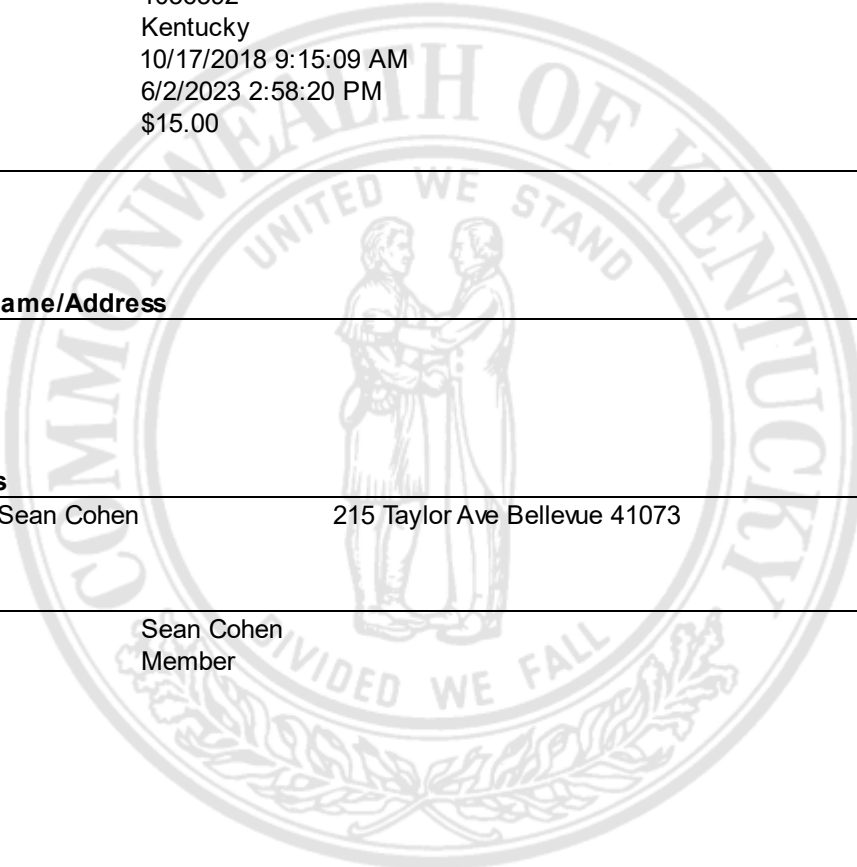 Kentucky
10/17/2018 9:15:09 AM
6/2/2023 2:58:20 PM
$15.00
ame/Address
s
Sean Cohen 215 Taylor Ave Bellevue 41073
Sean Cohen
Member
COMMONWEALTH OF KENTUCKY
UNITED WE STAND
DIVIDED WE FALL